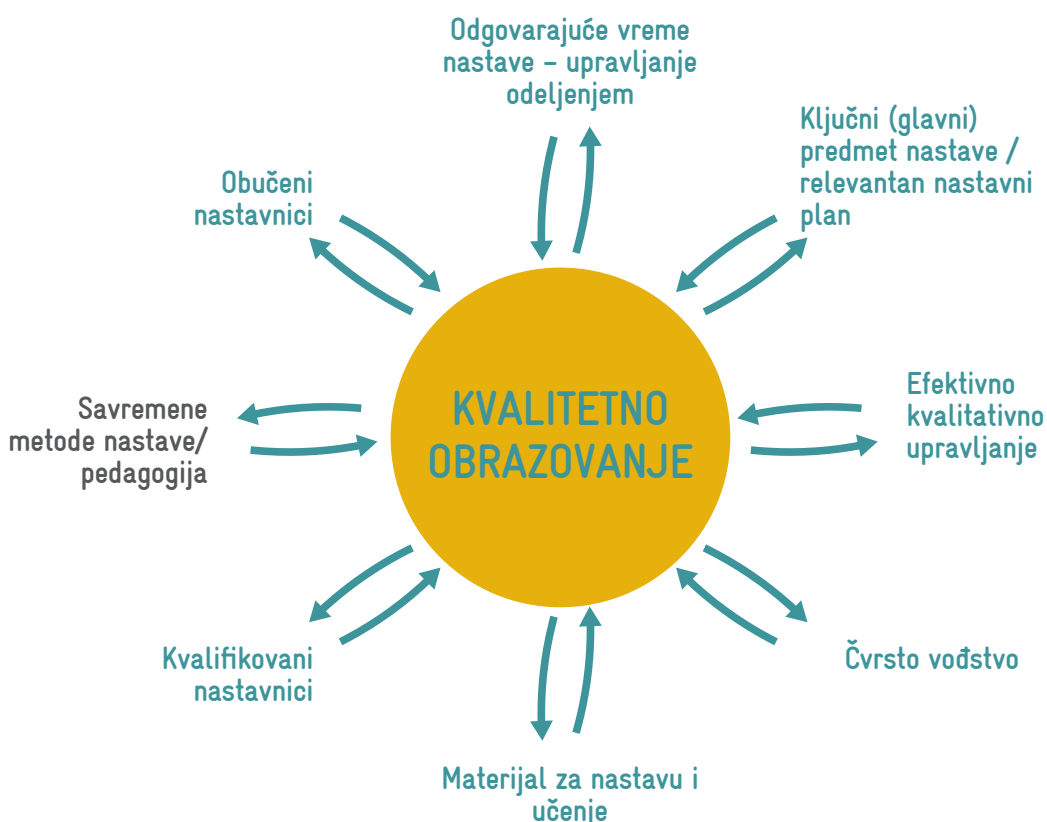 Odgovarajuće vreme
nastave – upravljanje
odeljenjem
Ključni (glavni)
predmet nastave /
relevantan nastavni
plan
Obučeni
nastavnici
Efektivno
kvalitativno
upravljanje
KVALITETNO
OBRAZOVANJE
Savremene
metode nastave/
pedagogija
Kvalifikovani
nastavnici
Čvrsto vođstvo
Materijal za nastavu i
učenje